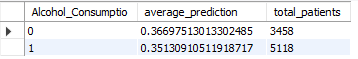 Alcohol_Consumptio average_prediction total_patients
0 0.36697513013302485 3458
1 0.35130910511918717 5118